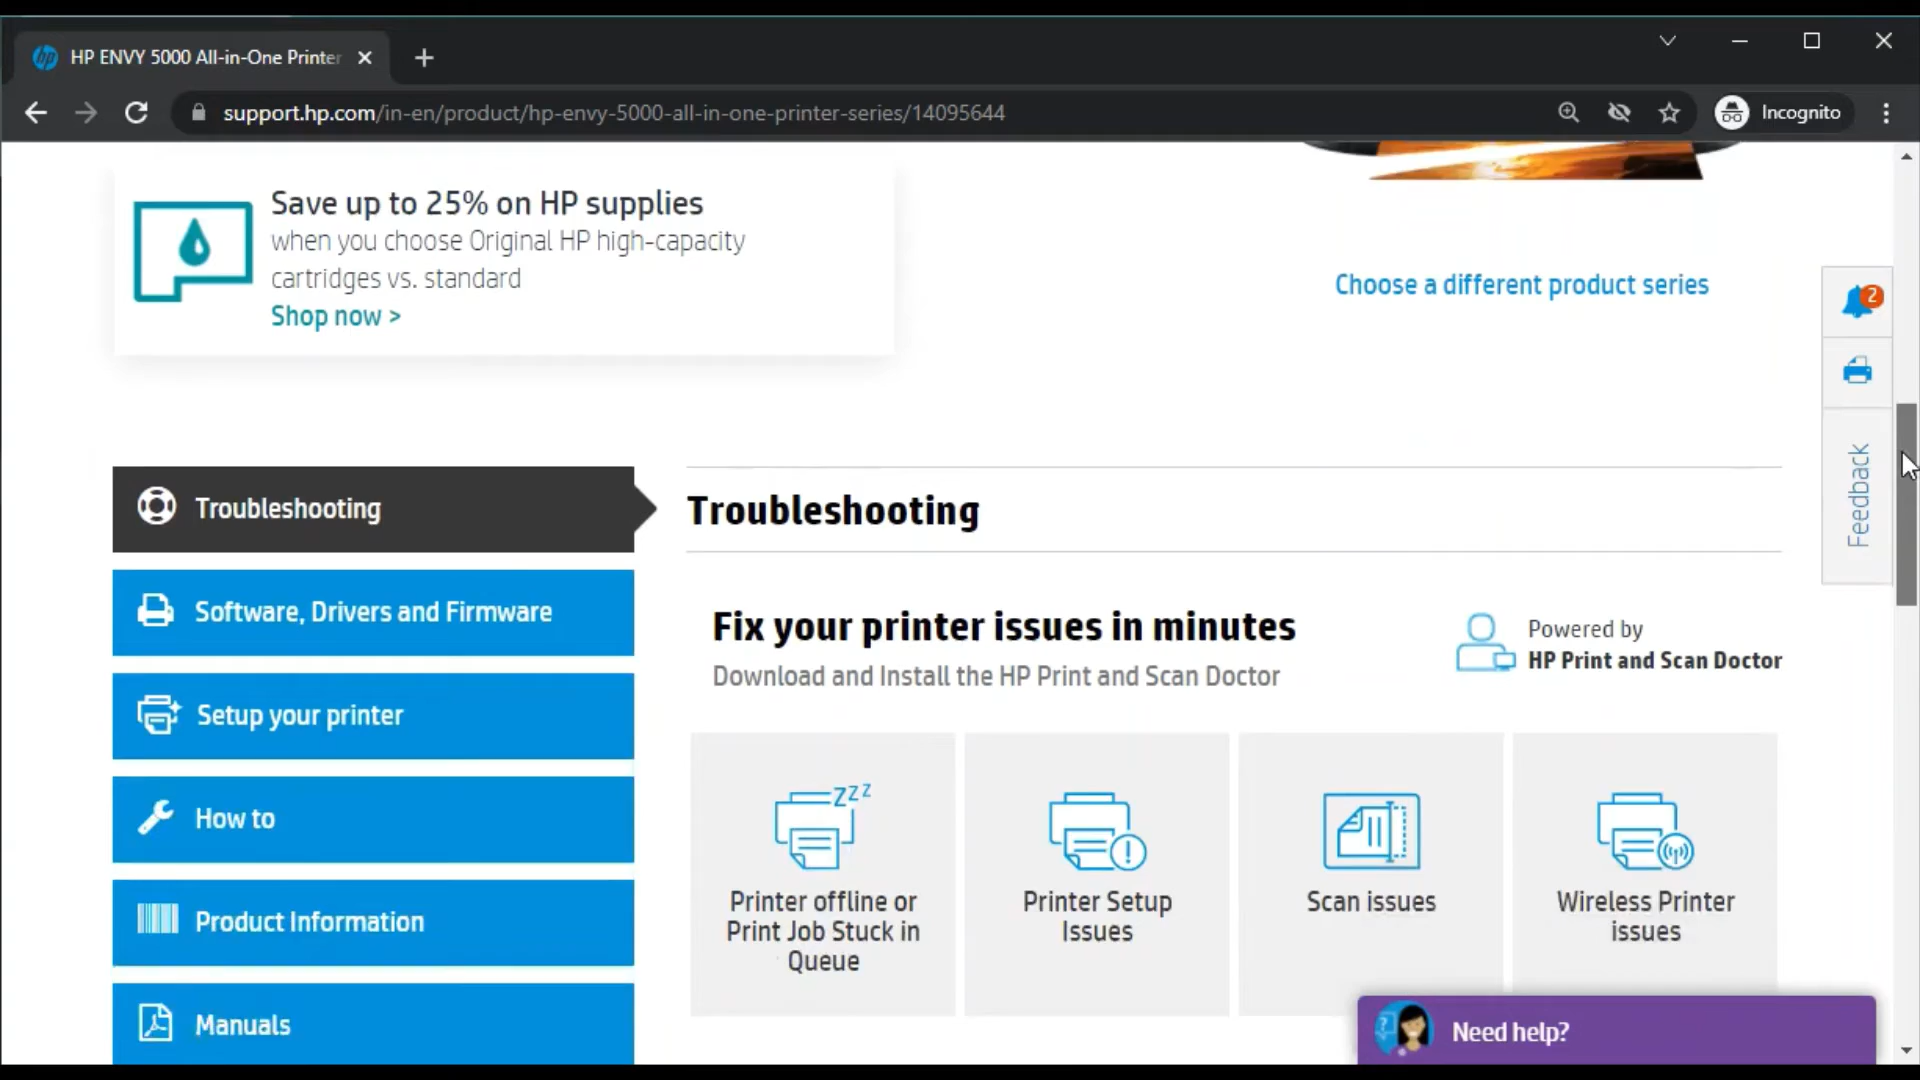 HP ENVY 5000 All-in-One Printer
support.hp.com/in-en/product/hp-envy-5000-all-in-one-printer-series/14095644
Incognito
Save up to 25% on HP supplies
when you choose Original HP high-capacity
cartridges vs. standard
Shop now >
Choose a different product series
2
Feedback
Troubleshooting
Software, Drivers and Firmware
Setup your printer
How to
Product Information
Manuals
Troubleshooting
Fix your printer issues in minutes
Download and Install the HP Print and Scan Doctor
Powered by
HP Print and Scan Doctor
zzz
Printer offline or
Print Job Stuck in
Queue
Printer Setup
Issues
Scan issues
Wireless Printer
issues
Need help?